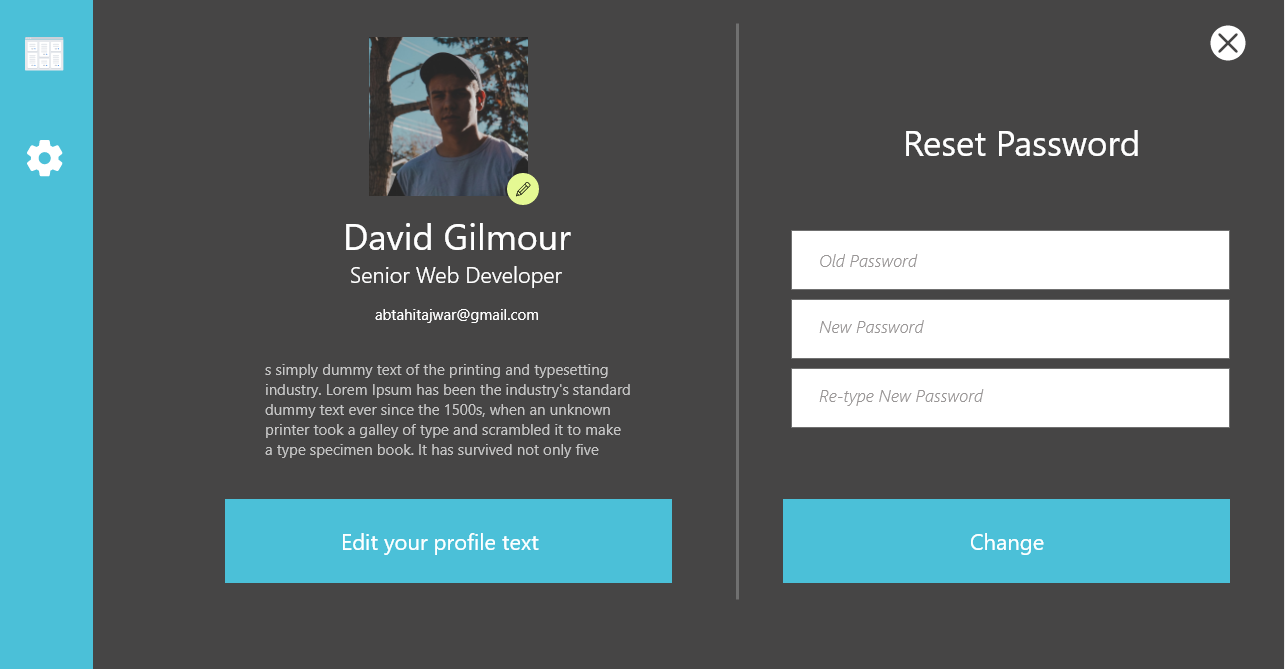 David Gilmour
Senior Web Developer
abtahitajwar@gmail.com
s simply dummy text of the printing and typesetting
industry. Lorem Ipsum has been the industry's standard
dummy text ever since the 1500s, when an unknown
printer took a galley of type and scrambled it to make
a type specimen book. It has survived not only five
Edit your profile text
Reset Password
Old Password
New Password
Re-type New Password
Change